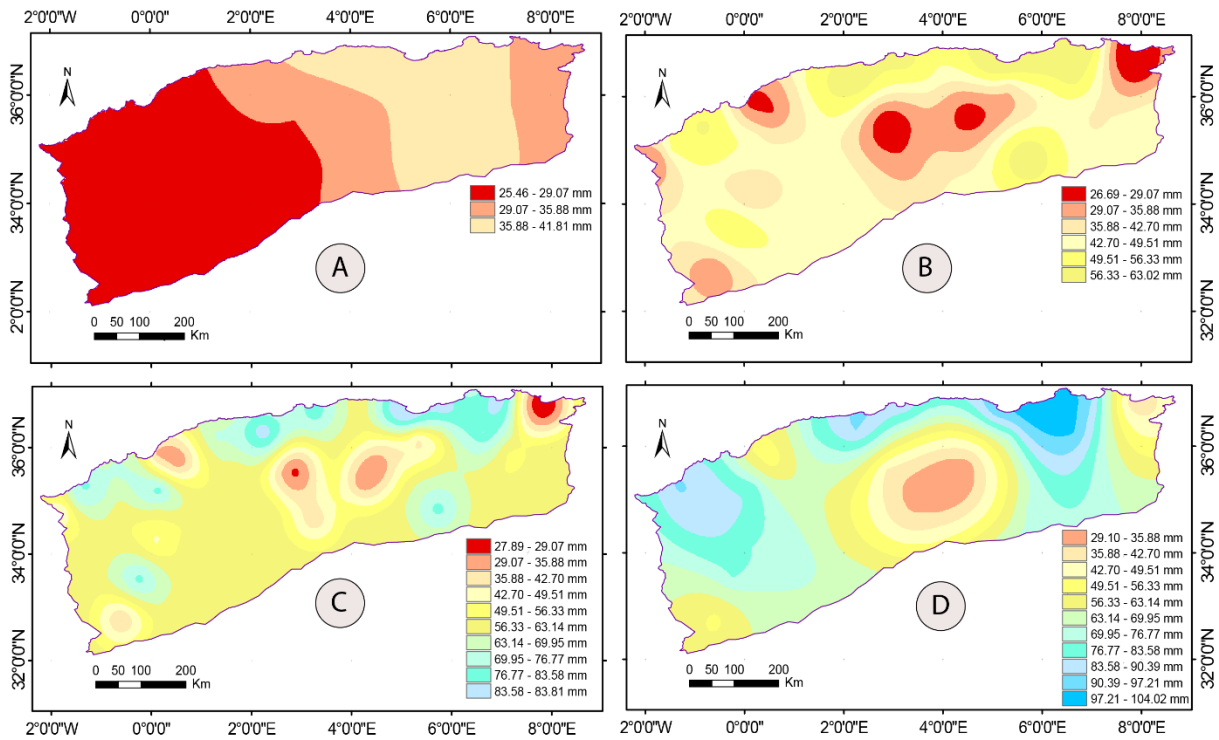 2°0'0"W 0°0'0" 2°0'0"E 4°0'0"E 6°0'0"E 8°0'0"E
36°0'0"N
34°0'0"N
2°0'0"N
N
25.46 - 29.07 mm
29.07 - 35.88 mm
35.88 - 41.81 mm
A
0 50 100 200
Km
2°0'0"W 0°0'0" 2°0'0"E 4°0'0"E 6°0'0"E 8°0'0"E
36°0'0"N
34°0'0"N
32°0'0"N
N
26.69 - 29.07 mm
29.07 - 35.88 mm
35.88 - 42.70 mm
42.70 - 49.51 mm
49.51 - 56.33 mm
56.33 - 63.02 mm
B
0 50 100 200
Km
36°0'0"N
34°0'0"N
32°0'0"N
N
27.89 - 29.07 mm
29.07 - 35.88 mm
35.88 - 42.70 mm
42.70 - 49.51 mm
49.51 - 56.33 mm
56.33 - 63.14 mm
63.14 - 69.95 mm
69.95 - 76.77 mm
76.77 - 83.58 mm
83.58 - 83.81 mm
C
0 50 100 200
Km
2°0'0"W 0°0'0" 2°0'0"E 4°0'0"E 6°0'0"E 8°0'0"E
36°0'0"N
34°0'0"N
32°0'0"N
N
29.10 - 35.88 mm
35.88 - 42.70 mm
42.70 - 49.51 mm
49.51 - 56.33 mm
56.33 - 63.14 mm
63.14 - 69.95 mm
69.95 - 76.77 mm
76.77 - 83.58 mm
83.58 - 90.39 mm
90.39 - 97.21 mm
97.21 - 104.02 mm
D
0 50 100 200
Km
2°0'0"W 0°0'0" 2°0'0"E 4°0'0"E 6°0'0"E 8°0'0"E